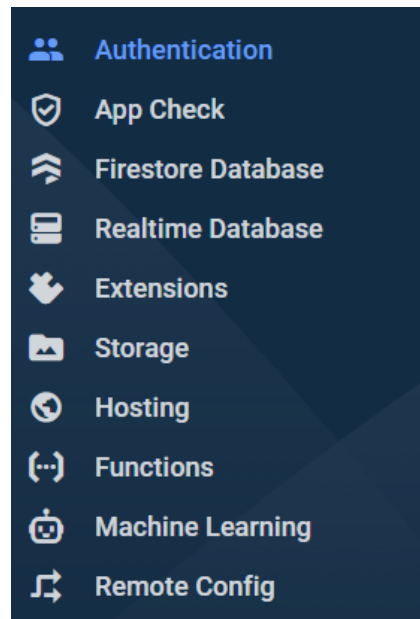 Authentication
App Check
Firestore Database
Realtime Database
Extensions
Storage
Hosting
Functions
Machine Learning
Remote Config